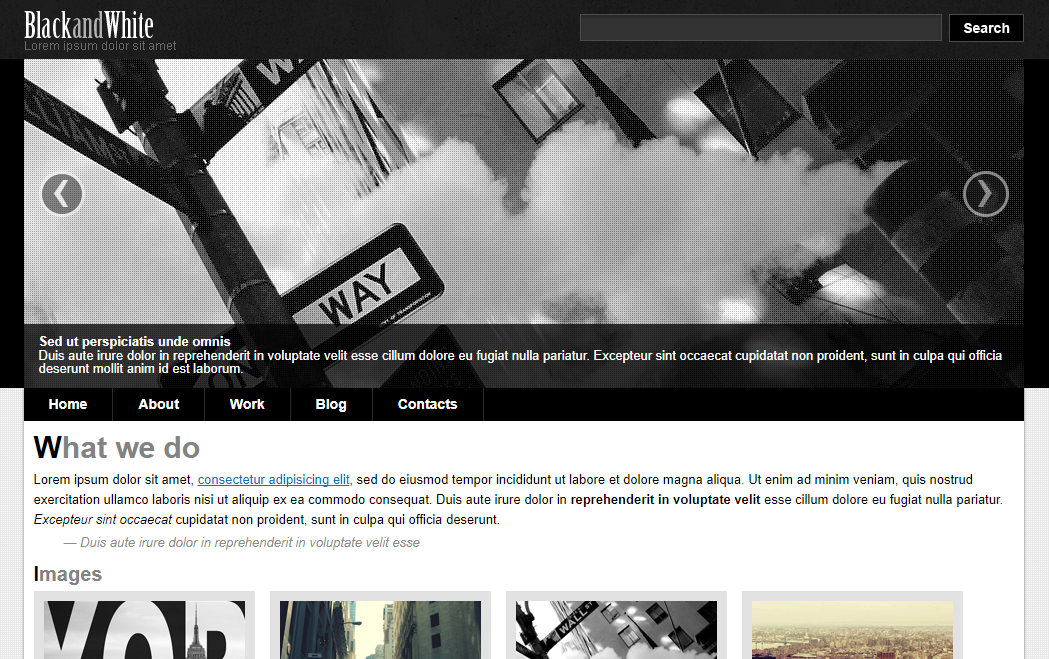 BlackandWhite
Lorem ipsum dolor sit amet
Search
WAY
Sed ut perspiciatis unde omnis
Duis aute irure dolor in reprehenderit in voluptate velit esse cillum dolore eu fugiat nulla pariatur. Excepteur sint occaecat cupidatat non proident, sunt in culpa qui officia
deserunt mollit anim id est laborum.
Home
About
Work
Blog
Contacts
What we do
Lorem ipsum dolor sit amet, consectetur adipisicing elit, sed do eiusmod tempor incididunt ut labore et dolore magna aliqua. Ut enim ad minim veniam, quis nostrud
exercitation ullamco laboris nisi ut aliquip ex ea commodo consequat. Duis aute irure dolor in reprehenderit in voluptate velit esse cillum dolore eu fugiat nulla pariatur.
Excepteur sint occaecat cupidatat non proident, sunt in culpa qui officia deserunt.
— Duis aute irure dolor in reprehenderit in voluptate velit esse
Images
WALL ST